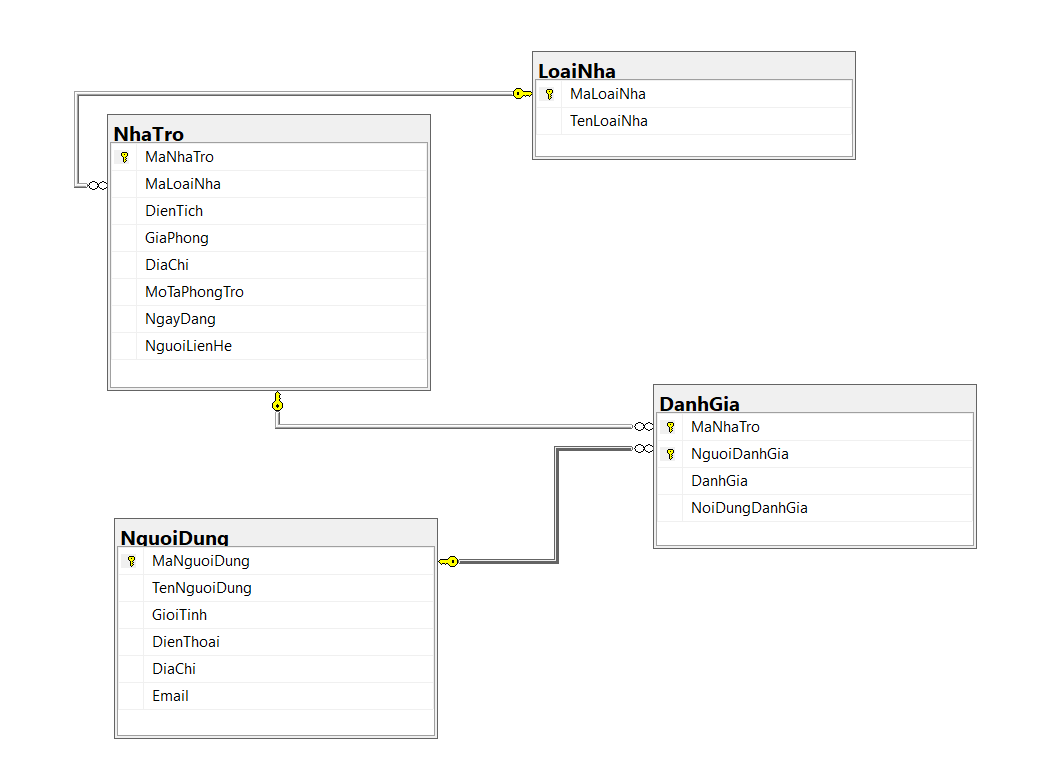 LoaiNha
MaLoaiNha
TenLoaiNha
NhaTro
MaNhaTro
MaLoaiNha
DienTich
GiaPhong
DiaChi
MoTaPhongTro
NgayDang
NguoiLienHe
DanhGia
MaNhaTro
NguoiDanhGia
DanhGia
NoiDungDanhGia
NguoiDung
MaNguoiDung
TenNguoiDung
GioiTinh
DienThoai
DiaChi
Email